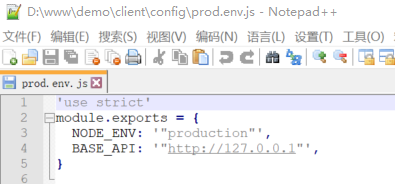 D:\www\demo\client\config\prod.env.js - Notepad++
文件(F) 编辑(E) 搜索(S) 视图(V) 编码(N) 语言(L) 设置(T) 工具(O)
prod.env.js
1 'use strict'
2 module.exports = {
3 NODE_ENV: '"production"',
4 BASE_API: '"http://127.0.0.1"',
5 }
6